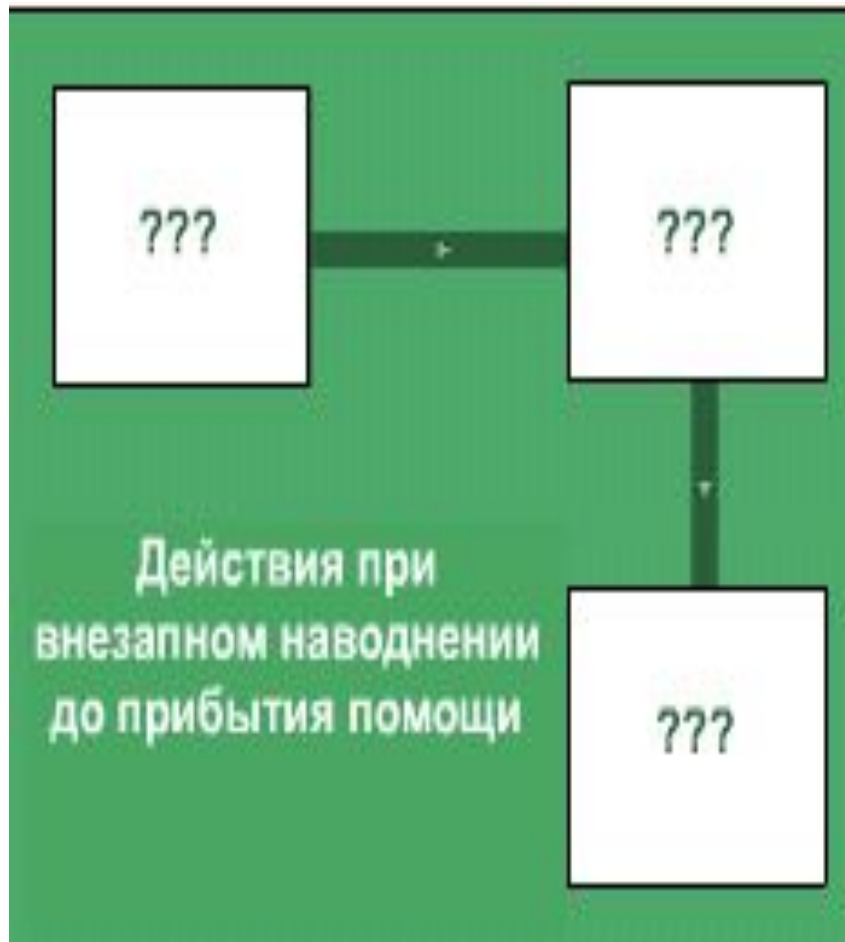 ???
???
Действия при
внезапном наводнении
до прибытия помощи
???